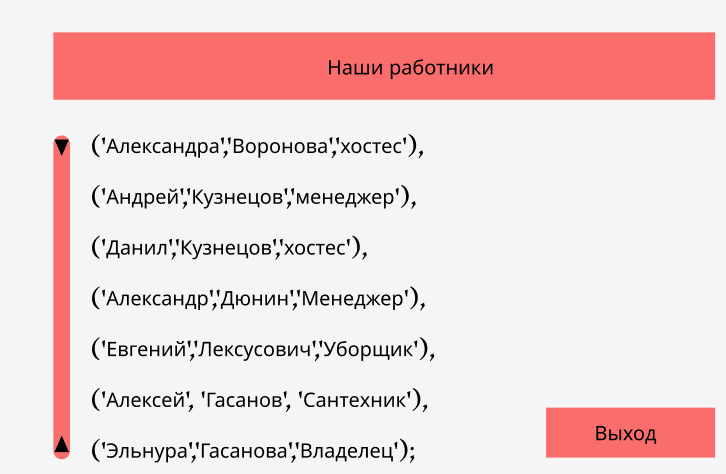 Наши работники
('Александра','Воронова','хостес'),
('Андрей','Кузнецов','менеджер'),
('Данил','Кузнецов','хостес'),
('Александр','Дюнин','Менеджер'),
('Евгений','Лексусович','Уборщик'),
('Алексей', 'Гасанов', 'Сантехник'),
('Эльнура','Гасанова','Владелец');
Выход